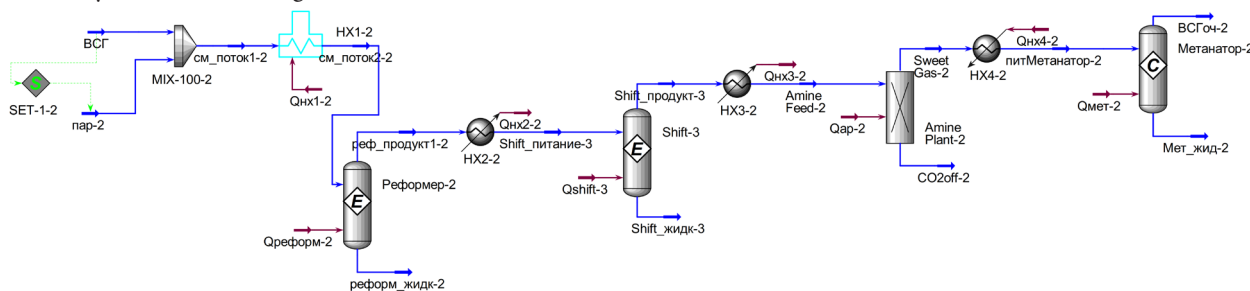 ВСГ
MIX-100-2
SET-1-2
пар-2
см_поток1-2
HX1-2
см_поток2-2
Qнх1-2
Реформер-2
E
Qреформ-2
реформ_жидк-2
реф_продукт1-2
Qнх2-2
HX2-2
Shift_питание-3
Shift_продукт-3
Shift-3
E
Qshift-3
Shift_жидк-3
Qнх3-2
HX3-2
Amine
Feed-2
Sweet
Gas-2
Qар-2
Amine
Plant-2
CO2off-2
Qнх4-2
HX4-2
питМетанатор-2
ВСГоч-2
Метанатор-2
C
Qмет-2
Мет_жид-2
S